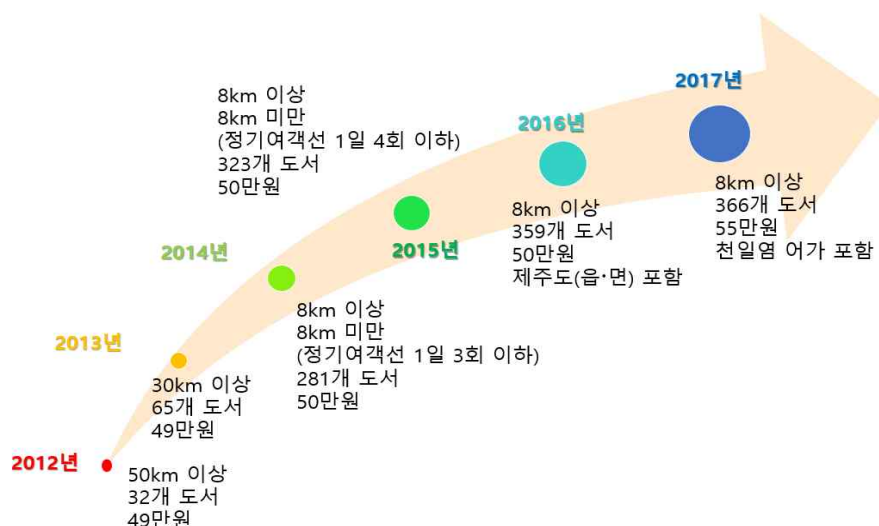 2012년
50km 이상
32개 도서
49만원
2013년
30km 이상
65개 도서
49만원
2014년
8km 이상
8km 미만
(정기여객선 1일 3회 이하)
281개 도서
50만원
8km 이상
8km 미만
(정기여객선 1일 4회 이하)
323개 도서
50만원
2015년
2016년
8km 이상
359개 도서
50만원
제주도(읍·면) 포함
2017년
8km 이상
366개 도서
55만원
천일염 어가 포함